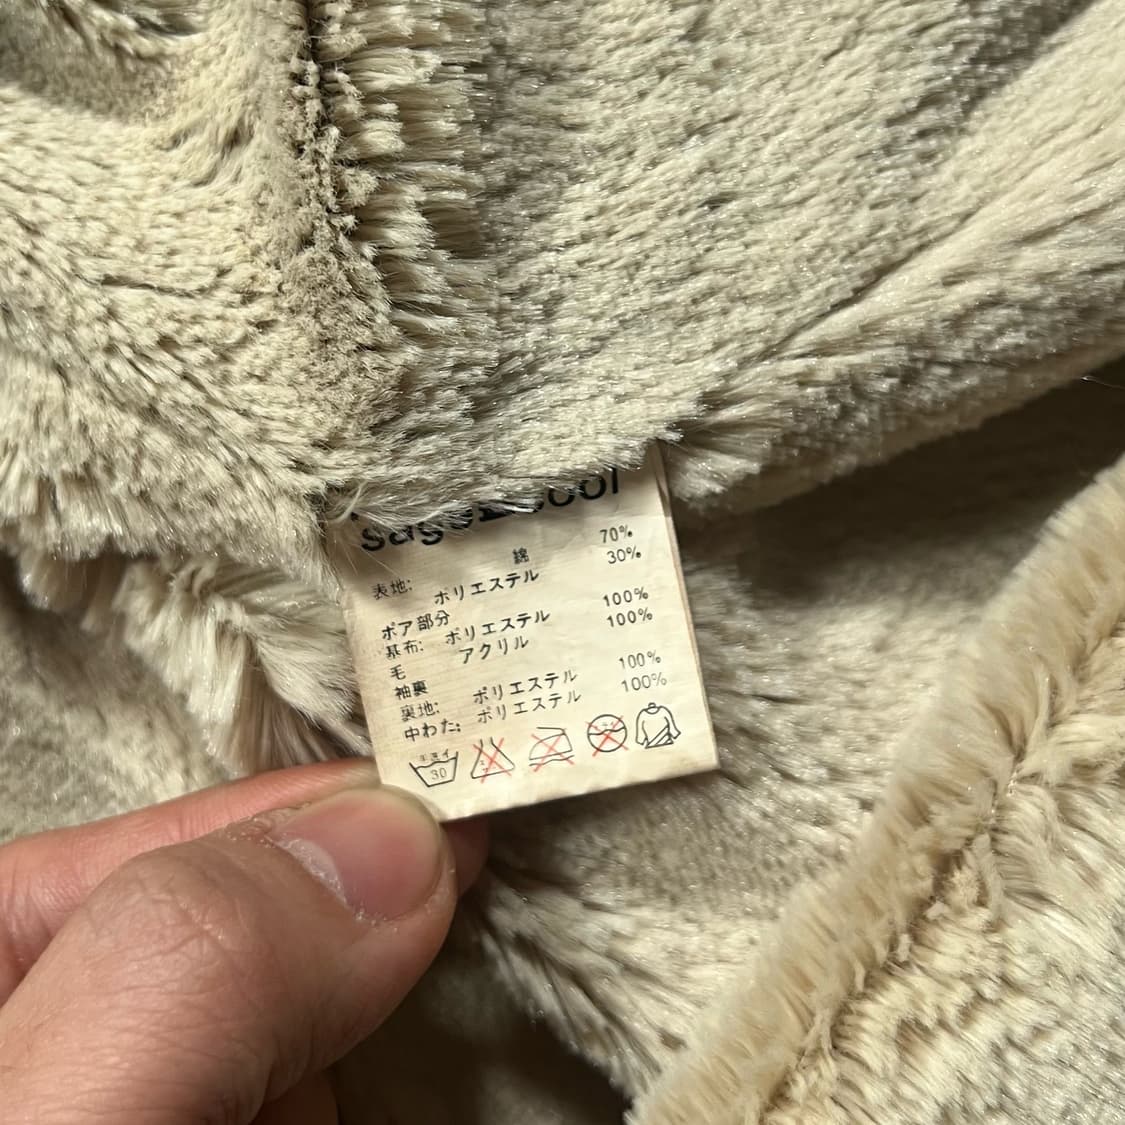 綿 70%
表地: ポリエステル 30%
ボア部分
基布: ポリエステル 100%
毛 アクリル 100%
袖裏
裏地: ポリエステル 100%
中わた: ポリエステル 100%
30